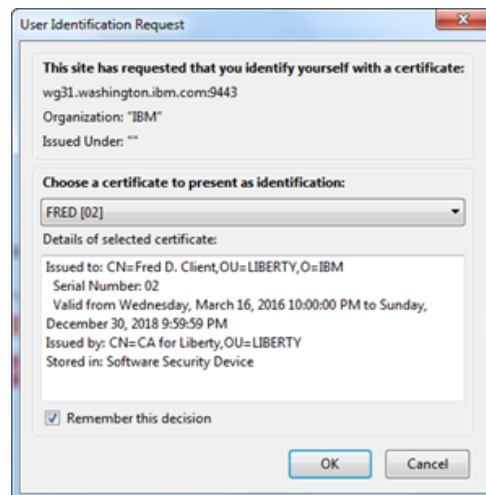 User Identification Request
This site has requested that you identify yourself with a certificate:
wg31.washington.ibm.com:9443
Organization: "IBM"
Issued Under: ""
Choose a certificate to present as identification:
FRED [02]
Details of selected certificate:
Issued to: CN=Fred D. Client,OU=LIBERTY,O=IBM
Serial Number: 02
Valid from Wednesday, March 16, 2016 10:00:00 PM to Sunday,
December 30, 2018 9:59:59 PM
Issued by: CN=CA for Liberty,OU=LIBERTY
Stored in: Software Security Device
Remember this decision
OK Cancel